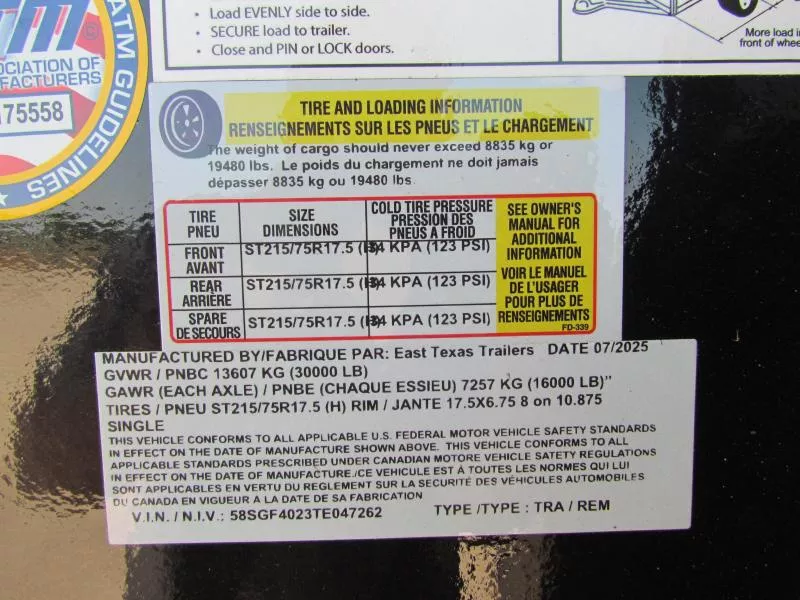 • Load EVENLY side to side.
• SECURE load to trailer.
• Close and PIN or LOCK doors.
More load in
front of whee
ATM GUIDELINES
OCIATION OF
FACTURERS
175558
TIRE AND LOADING INFORMATION
RENSEIGNEMENTS SUR LES PNEUS ET LE CHARGEMENT
The weight of cargo should never exceed 8835 kg or
19480 lbs. Le poids du chargement ne doit jamais
dépasser 8835 kg ou 19480 lbs
TIRE
PNEU
SIZE
DIMENSIONS
COLD TIRE PRESSURE
PRESSION DES
PNEUS A FROID
SEE OWNER'S
MANUAL FOR
ADDITIONAL
INFORMATION
VOIR LE MANUEL
DE L'USAGER
POUR PLUS DE
RENSEIGNEMENTS
FD-339
FRONT
AVANT
ST215/75R17.5 (H) 4 KPA (123 PSI)
REAR
ARRIÈRE
ST215/75R17.5 (H) 4 KPA (123 PSI)
SPARE
DE SECOURS
ST215/75R17.5 (H) 4 KPA (123 PSI)
MANUFACTURED BY/FABRIQUE PAR: East Texas Trailers DATE 07/2025
GVWR / PNBC 13607 KG (30000 LB)
GAWR (EACH AXLE) / PNBE (CHAQUE ESSIEU) 7257 KG (16000 LB)"
TIRES / PNEU ST215/75R17.5 (H) RIM / JANTE 17.5X6.75 8 on 10.875
SINGLE
THIS VEHICLE CONFORMS TO ALL APPLICABLE U.S. FEDERAL MOTOR VEHICLE SAFETY STANDARDS
IN EFFECT ON THE DATE OF MANUFACTURE SHOWN ABOVE. THIS VEHICLE CONFORMS TO ALL
APPLICABLE STANDARDS PRESCRIBED UNDER CANADIAN MOTORE VEHICLE SAFETY REGULATIONS
IN EFFECT ON THE DATE OF MANUFACTURE./CE VEHICULE EST À TOUTES LES NORMES QUI LUI
SONT APPLICABLES EN VERTU DU REGLEMENT SUR LA SECURITÉ DES VÉHICULES AUTOMOBILES
DU CANADA EN VIGUEUR À LA DATE DE SA FABRICATION
V.I.N. / N.I.V.: 58SGF4023TE047262 TYPE /TYPE : TRA / REM